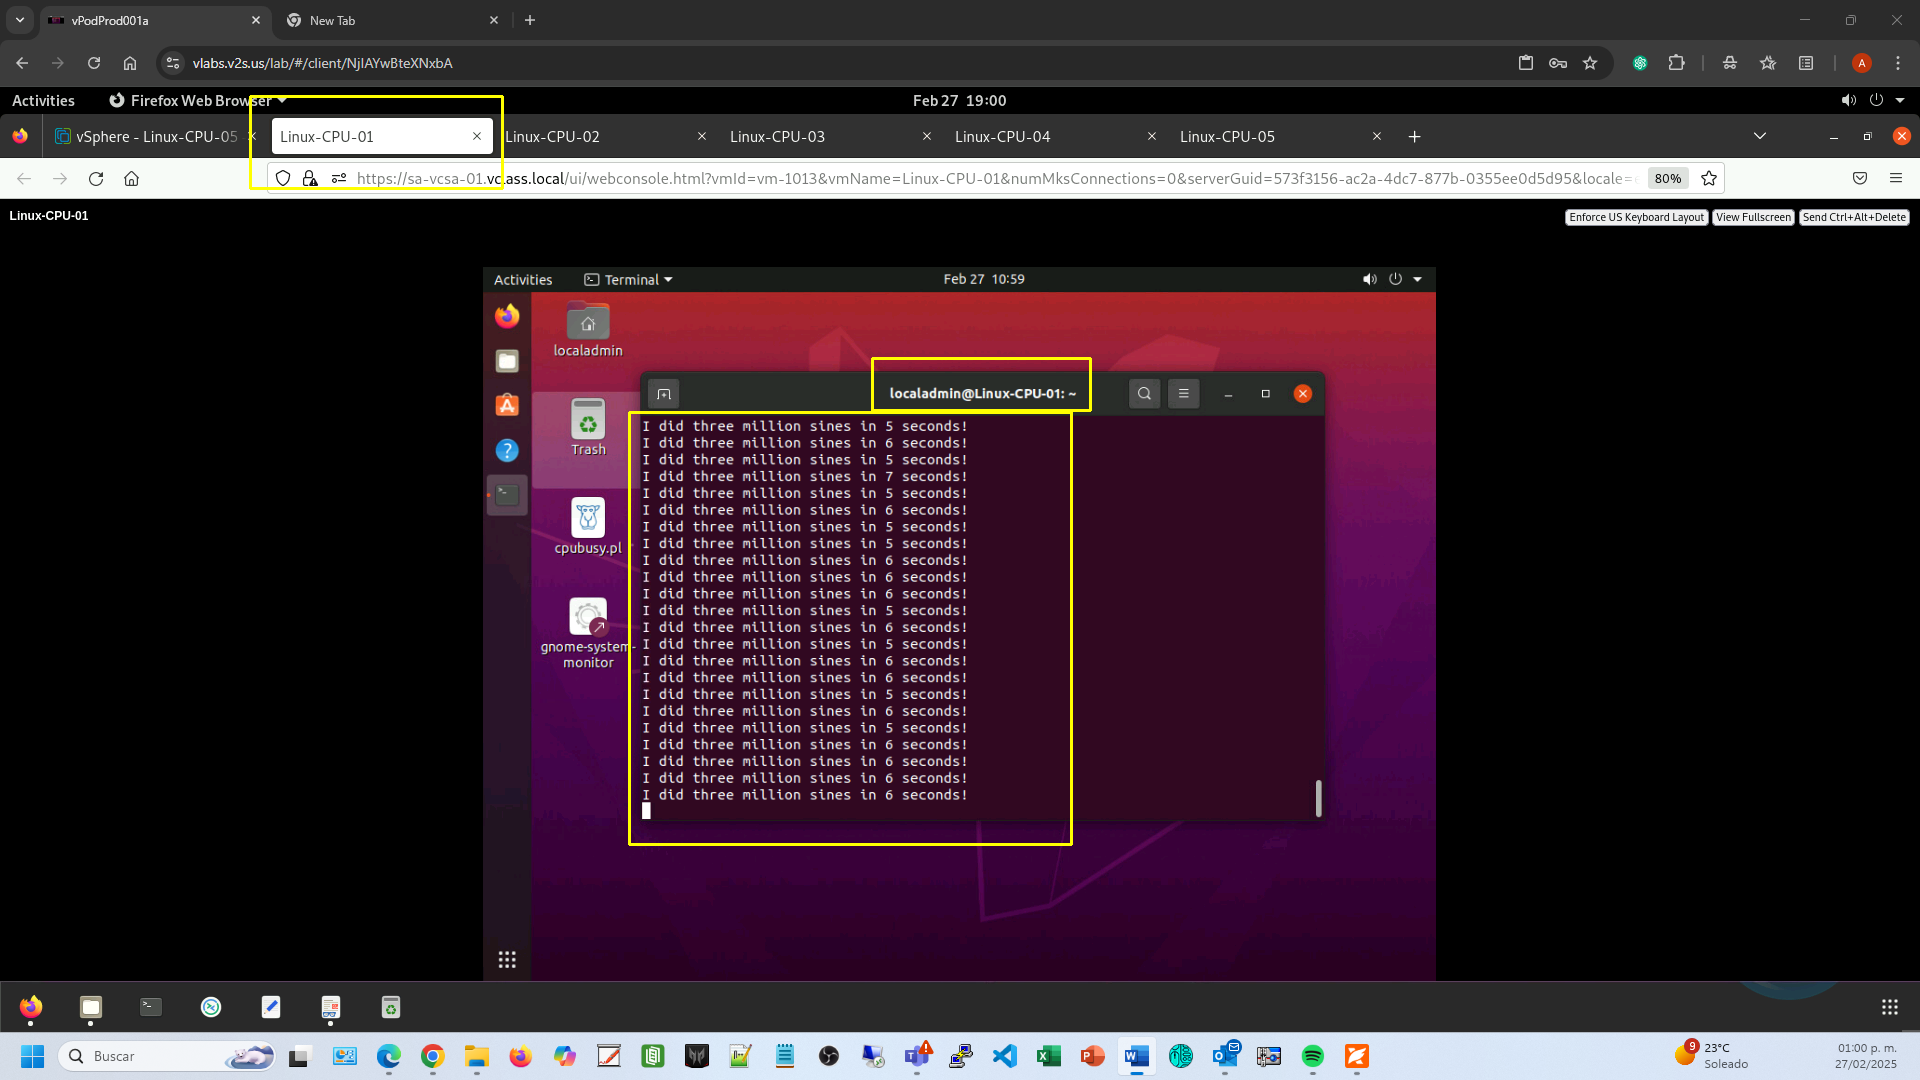 vPodProd001a
New Tab
vlabs.v2s.us/lab/#/client/NjIAYwBteXNxbA
A
Activities
Firefox Web Browser
Feb 27 19:00
vSphere - Linux-CPU-05
Linux-CPU-01
Linux-CPU-02
Linux-CPU-03
Linux-CPU-04
Linux-CPU-05
https://sa-vcsa-01.vclass.local/ui/webconsole.html?vmId=vm-1013&vmName=Linux-CPU-01&numMksConnections=0&serverGuid=573f3156-ac2a-4dc7-877b-0355ee0d5d95&locale=
80%
Linux-CPU-01
Enforce US Keyboard Layout
View Fullscreen
Send Ctrl+Alt+Delete
Activities
Terminal
Feb 27 10:59
localadmin
Trash
cpubusy.pl
gnome-system-
monitor
localadmin@Linux-CPU-01: ~
I did three million sines in 5 seconds!
I did three million sines in 6 seconds!
I did three million sines in 5 seconds!
I did three million sines in 7 seconds!
I did three million sines in 5 seconds!
I did three million sines in 6 seconds!
I did three million sines in 5 seconds!
I did three million sines in 5 seconds!
I did three million sines in 6 seconds!
I did three million sines in 6 seconds!
I did three million sines in 6 seconds!
I did three million sines in 5 seconds!
I did three million sines in 6 seconds!
I did three million sines in 5 seconds!
I did three million sines in 6 seconds!
I did three million sines in 6 seconds!
I did three million sines in 5 seconds!
I did three million sines in 6 seconds!
I did three million sines in 5 seconds!
I did three million sines in 6 seconds!
I did three million sines in 6 seconds!
I did three million sines in 6 seconds!
I did three million sines in 6 seconds!
Buscar
9
23°C
Soleado
01:00 p. m.
27/02/2025